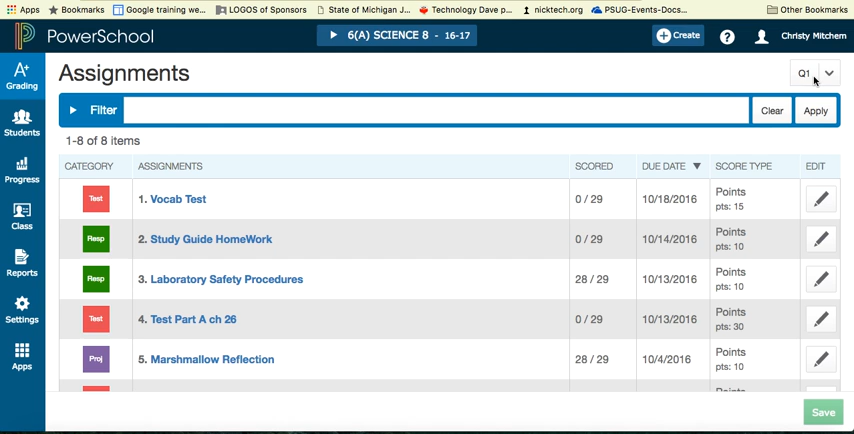 Apps Bookmarks Google training we... LOGOS of Sponsors State of Michigan J... Technology Dave p... nicktech.org PSUG-Events-Docs... Other Bookmarks
PowerSchool 6(A) SCIENCE 8 - 16-17 Create ? Christy Mitchem
A+
Grading
Students
Progress
Class
Reports
Settings
Apps
Assignments Q1
Filter Clear Apply
1-8 of 8 items
CATEGORY ASSIGNMENTS SCORED DUE DATE SCORE TYPE EDIT
Test 1. Vocab Test 0 / 29 10/18/2016 Points
pts: 15
Resp 2. Study Guide HomeWork 0 / 29 10/14/2016 Points
pts: 10
Resp 3. Laboratory Safety Procedures 28 / 29 10/13/2016 Points
pts: 10
Test 4. Test Part A ch 26 0 / 29 10/13/2016 Points
pts: 30
Proj 5. Marshmallow Reflection 28 / 29 10/4/2016 Points
pts: 10
Save